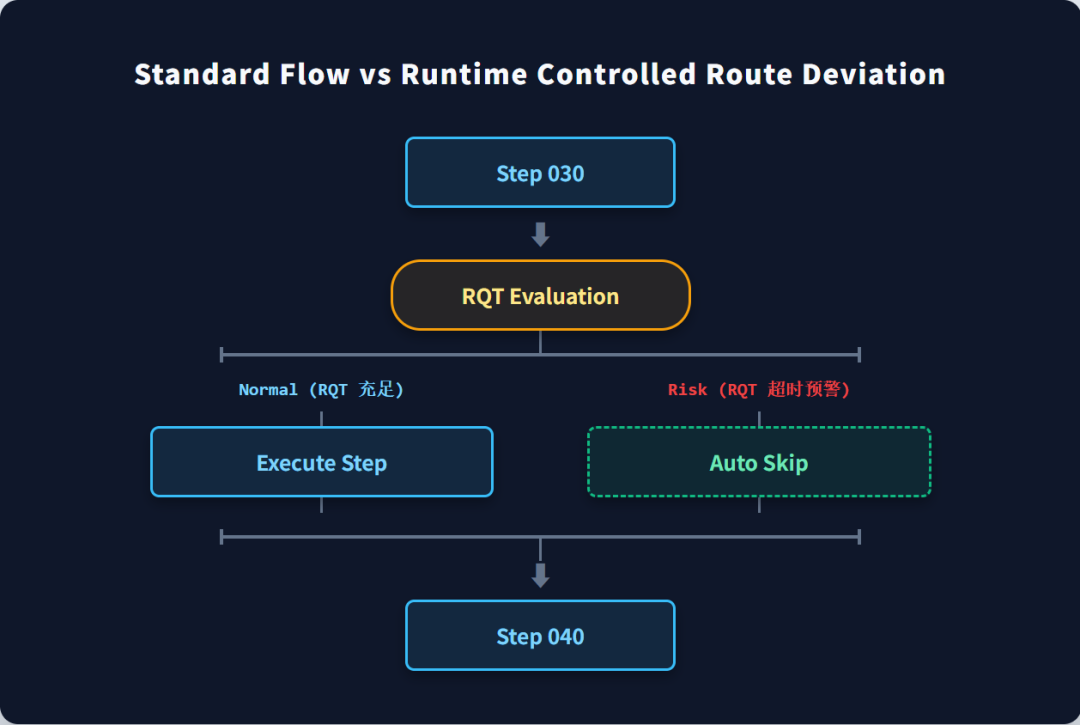 Standard Flow vs Runtime Controlled Route Deviation
Step 030
RQT Evaluation
Normal (RQT 充足)
Risk (RQT 超时预警)
Execute Step
Auto Skip
Step 040